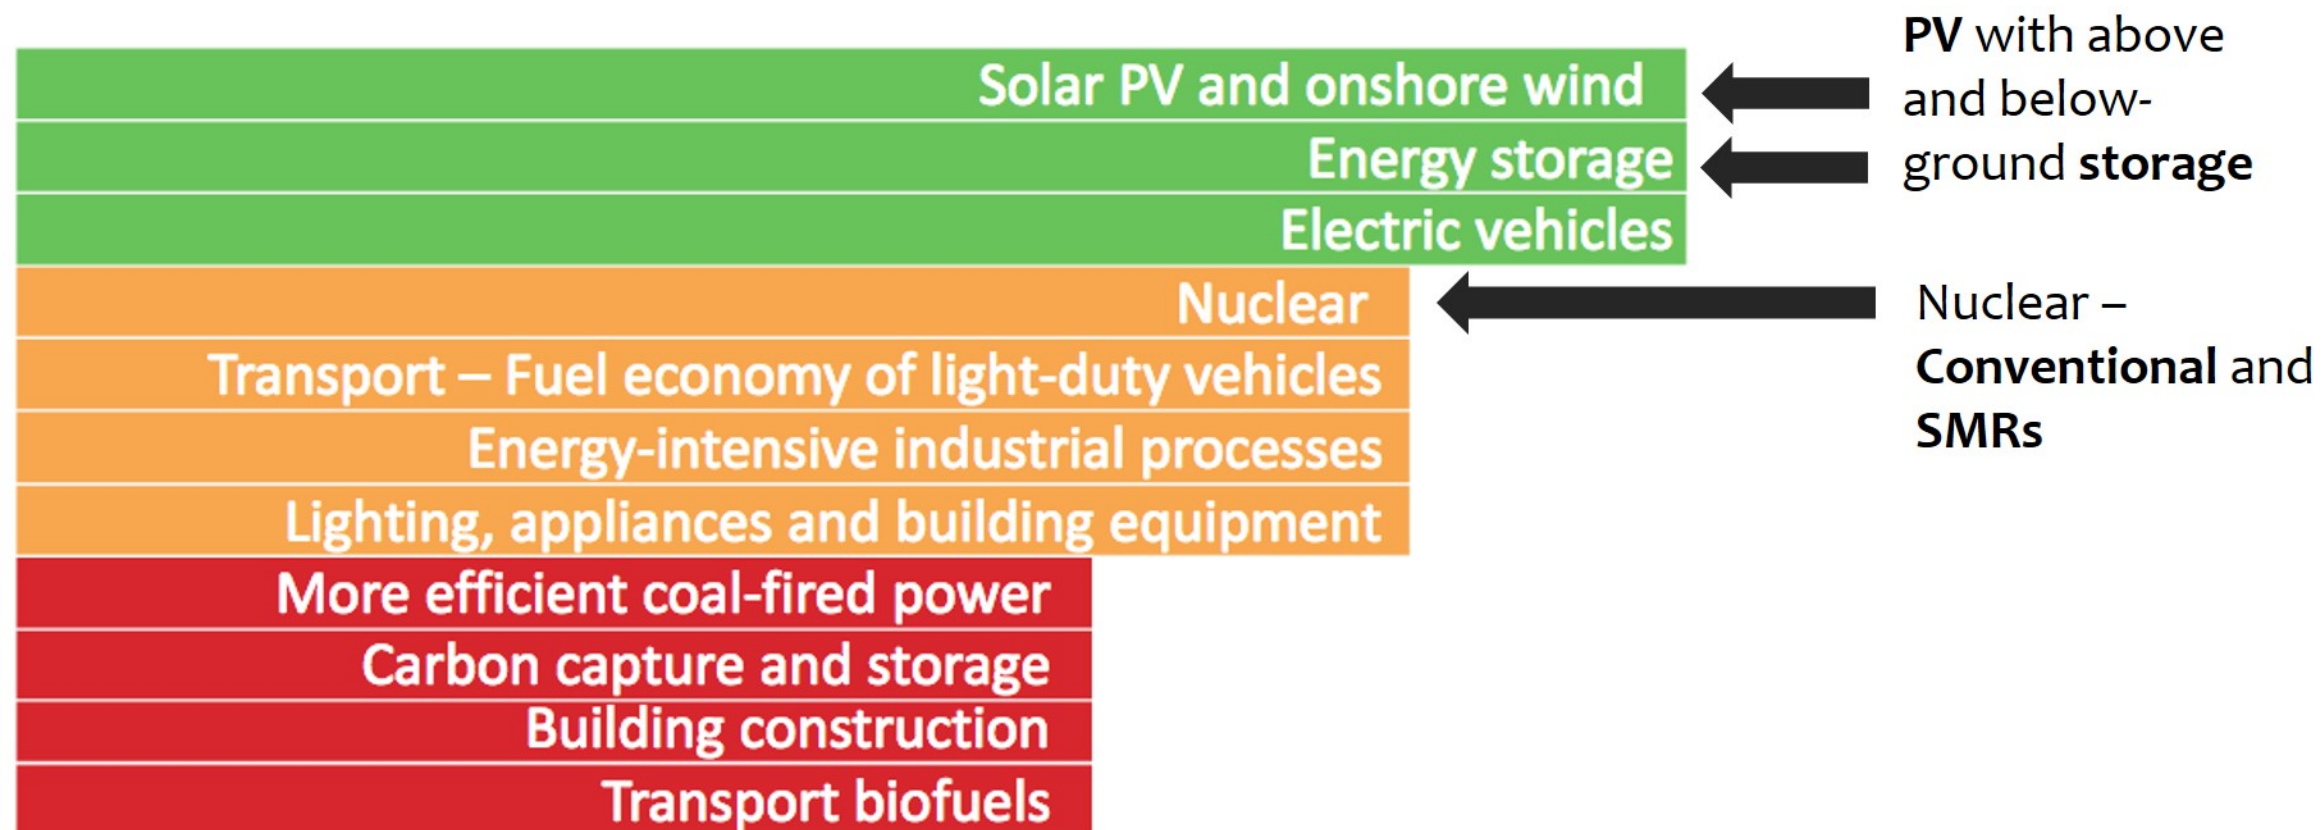 Solar PV and onshore wind
Energy storage
Electric vehicles
Nuclear
Transport – Fuel economy of light-duty vehicles
Energy-intensive industrial processes
Lighting, appliances and building equipment
More efficient coal-fired power
Carbon capture and storage
Building construction
Transport biofuels
PV with above
and below-
ground storage
Nuclear –
Conventional and
SMRs